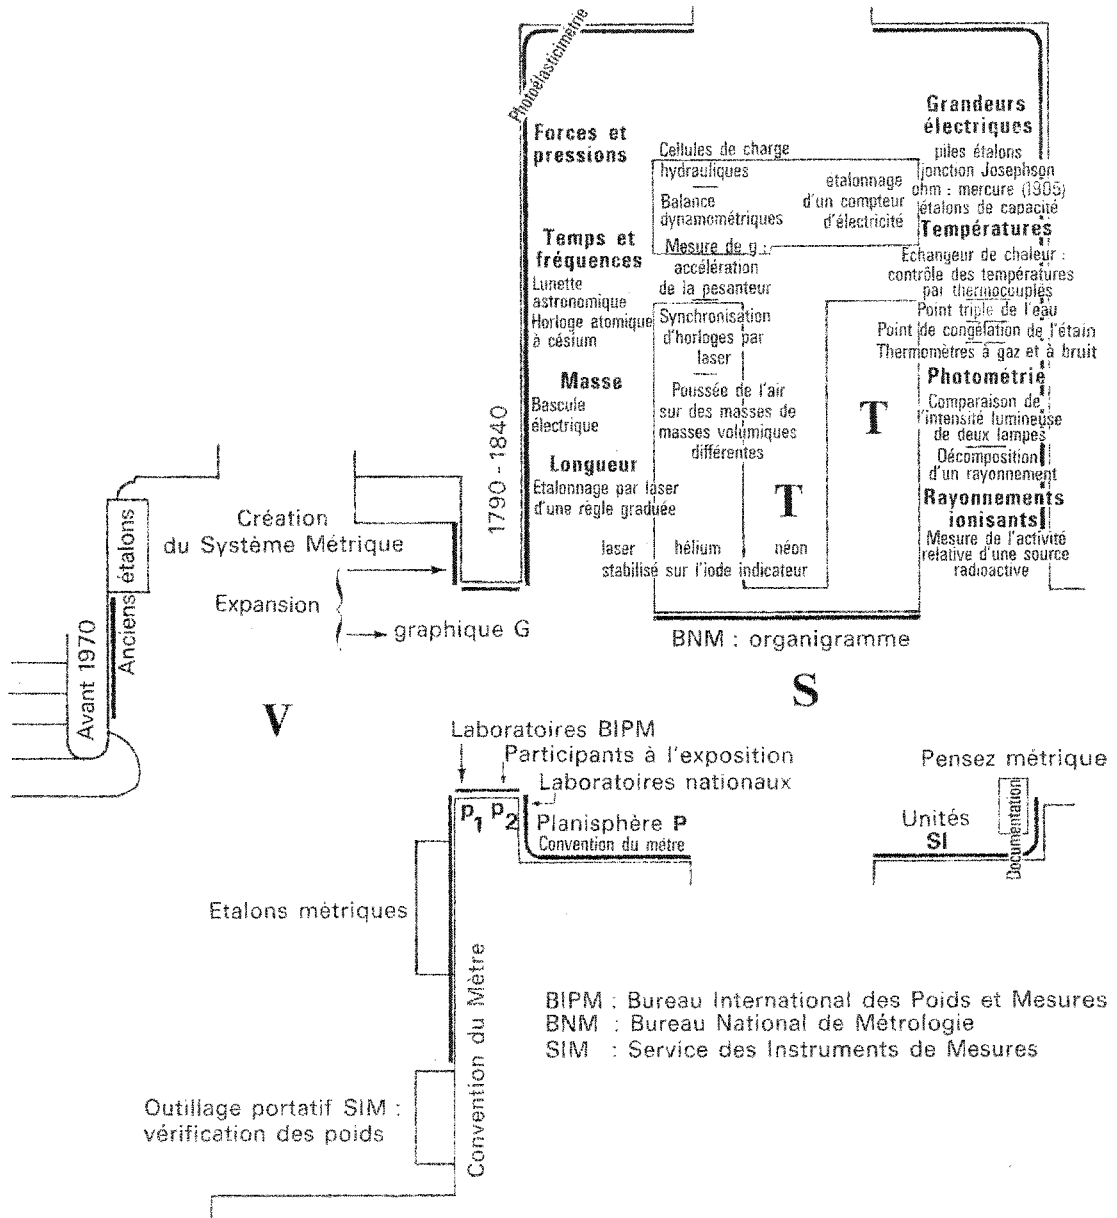 Photoélasticimétrie
Forces et
pressions
Cellules de charge
hydrauliques
Balance
dynamométriques
etalonnage
d'un compteur
d'électricité
Grandeurs
électriques
piles étalons
jonction Josephson
ohm : mercure (1905)
étalons de capacité
Temps et
fréquences
Lunette
astronomique
Horloge atomique
à césium
Mesure de g :
accélération
de la pesanteur
Synchronisation
d'horloges par
laser
Températures
Echangeur de chaleur :
contrôle des températures
par thermocouples
Point triple de l'eau
Point de congélation de l'étain
Thermomètres à gaz et à bruit
Masse
Bascule
électrique
Poussée de l'air
sur des masses de
masses volumiques
différentes
T
Photométrie
Comparaison de
l'intensité lumineuse
de deux lampes
Décomposition
d'un rayonnement
Longueur
Etalonnage par laser
d'une règle graduée
T
laser hélium néon
stabilisé sur l'iode indicateur
Rayonnements
ionisants
Mesure de l'activité
relative d'une source
radioactive
1790-1840
Avant 1970
Anciens étalons
Création
du Système Métrique
Expansion
graphique G
BNM : organigramme
V
S
Laboratoires BIPM
Participants à l'exposition
Laboratoires nationaux
P1 P2
Planisphère P
Convention du mètre
Pensez métrique
Unités
SI
Documentation
Etalons métriques
Convention du Mètre
Outillage portatif SIM :
vérification des poids
BIPM : Bureau International des Poids et Mesures
BNM : Bureau National de Métrologie
SIM : Service des Instruments de Mesures